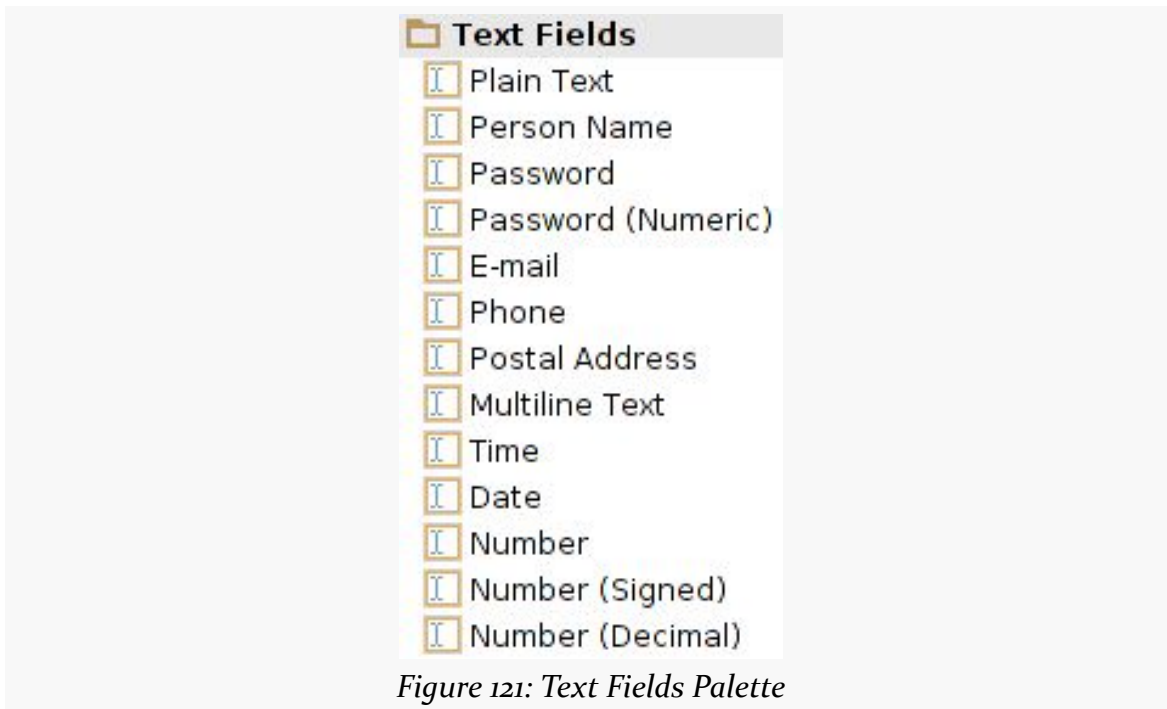 Text Fields
Plain Text
Person Name
Password
Password (Numeric)
E-mail
Phone
Postal Address
Multiline Text
Time
Date
Number
Number (Signed)
Number (Decimal)
Figure 121: Text Fields Palette